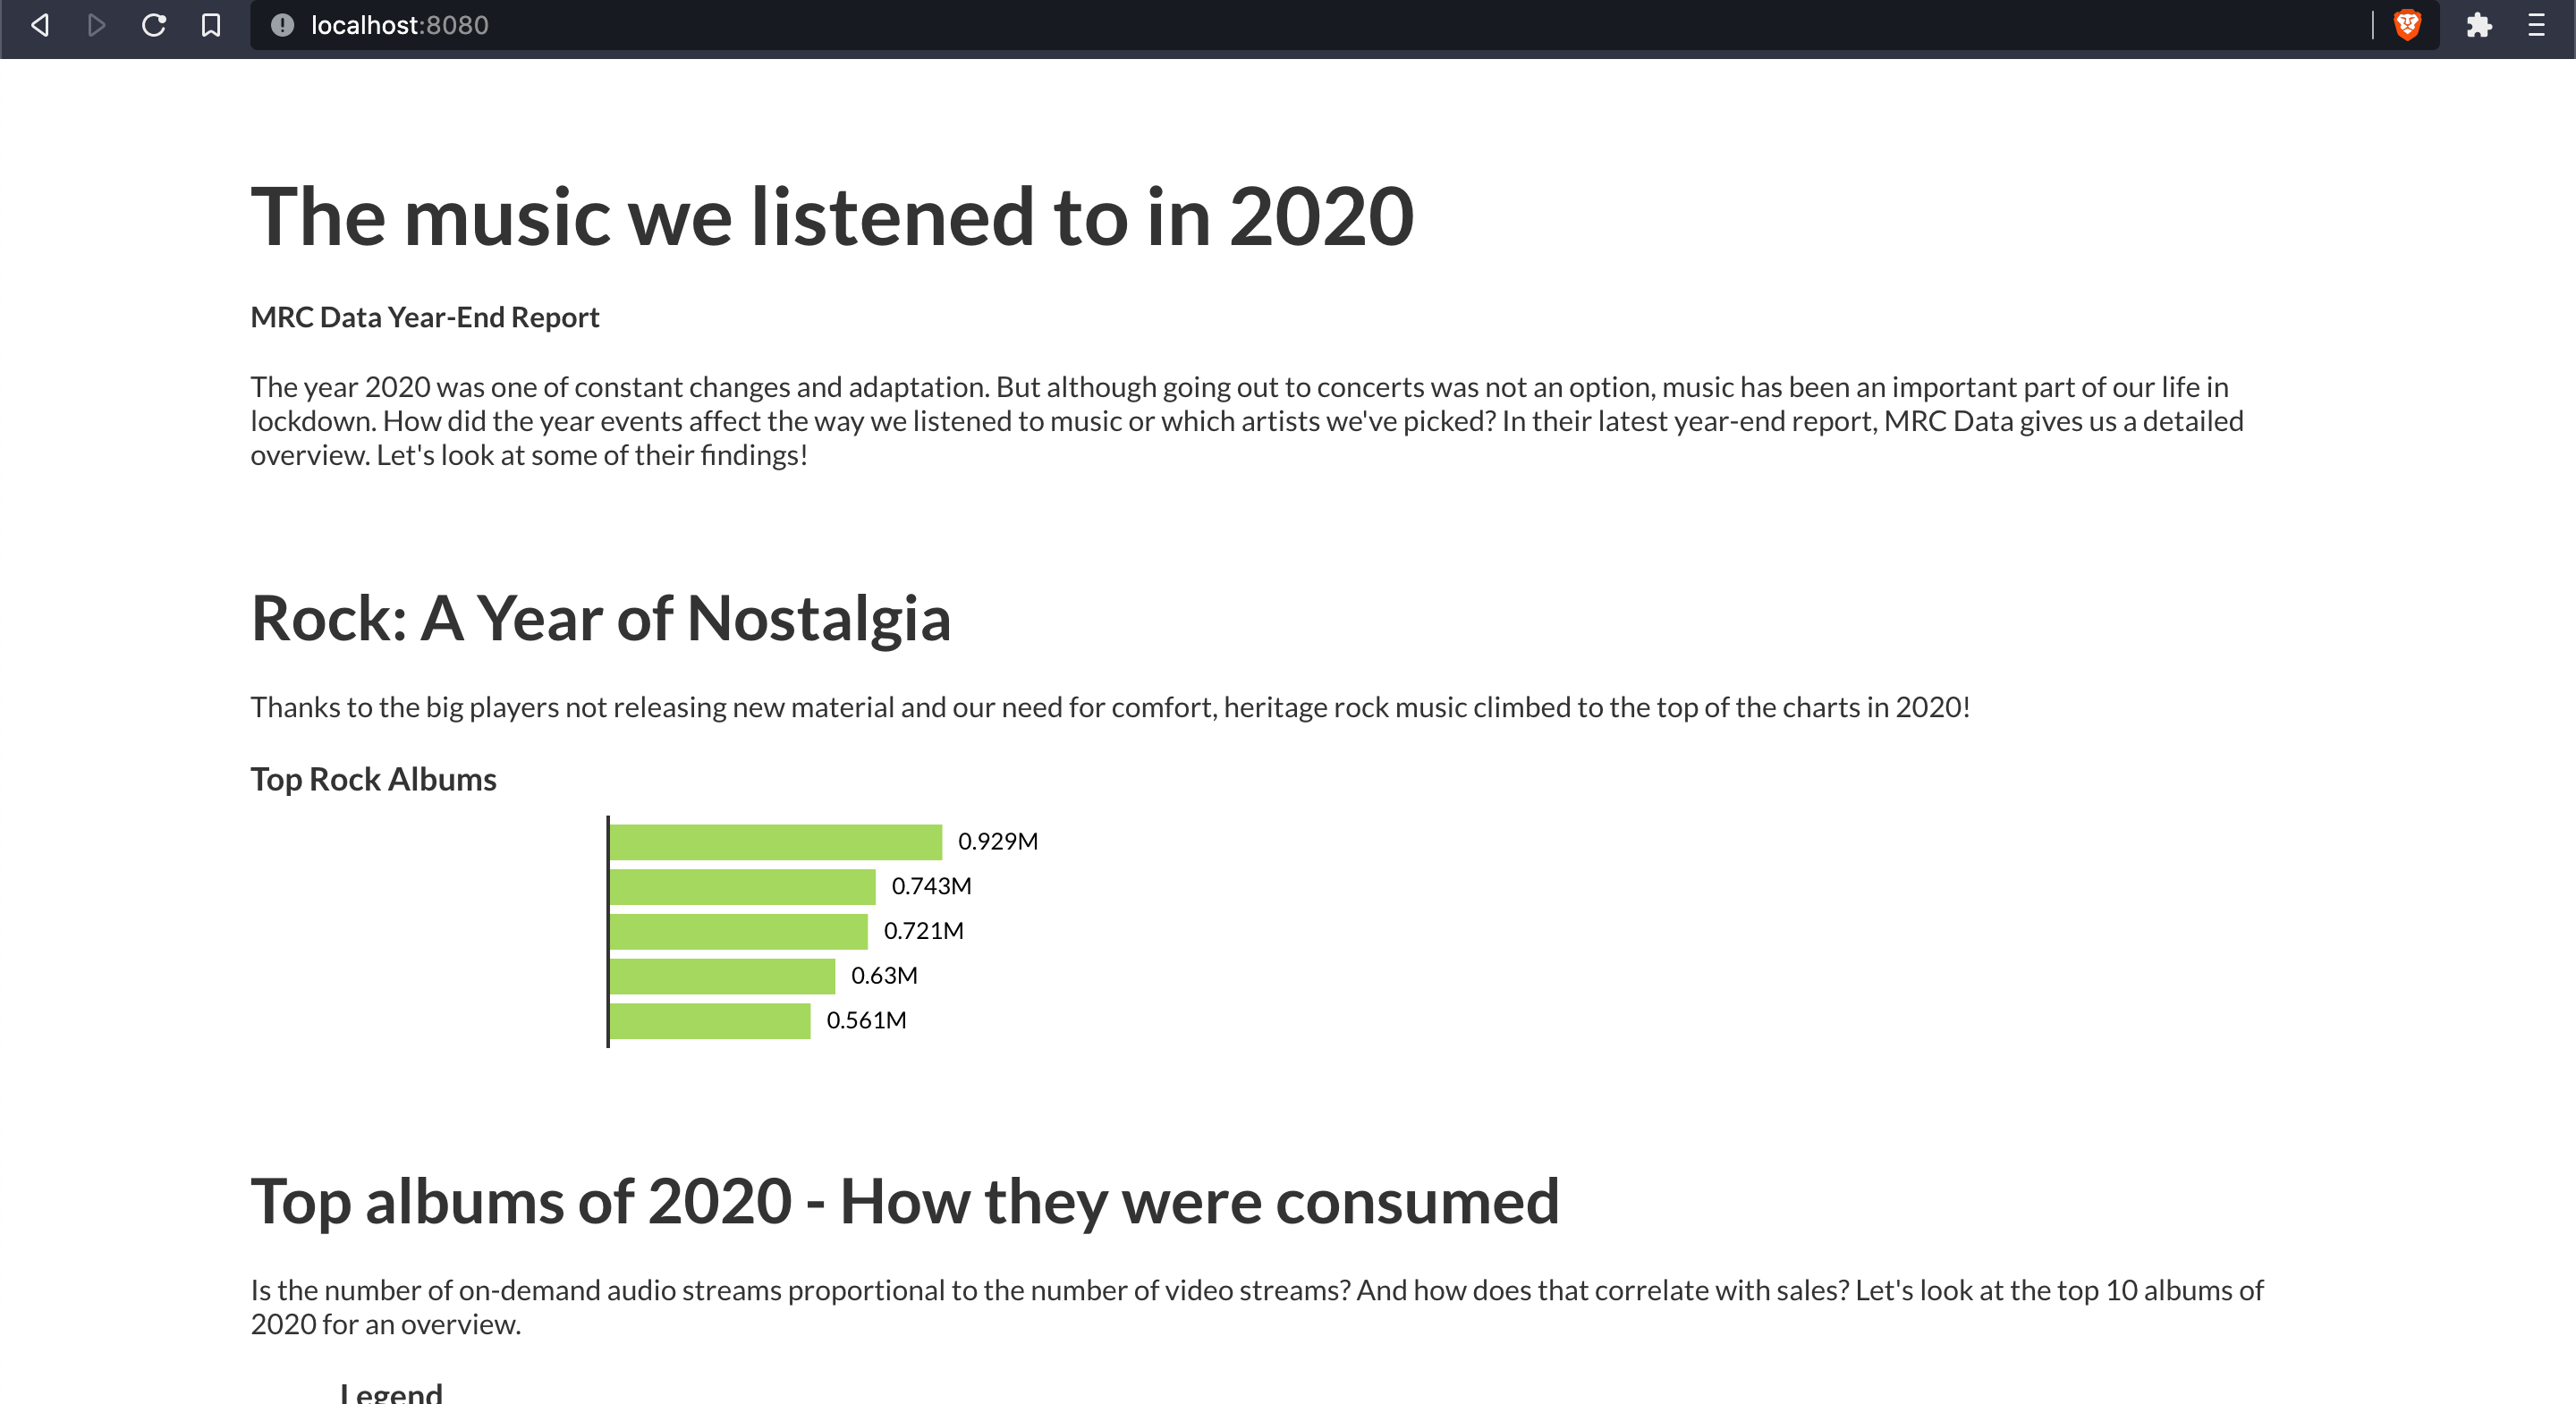 localhost:8080
The music we listened to in 2020
MRC Data Year-End Report
The year 2020 was one of constant changes and adaptation. But although going out to concerts was not an option, music has been an important part of our life in
lockdown. How did the year events affect the way we listened to music or which artists we've picked? In their latest year-end report, MRC Data gives us a detailed
overview. Let's look at some of their findings!
Rock: A Year of Nostalgia
Thanks to the big players not releasing new material and our need for comfort, heritage rock music climbed to the top of the charts in 2020!
Top Rock Albums
0.929M
0.743M
0.721M
0.63M
0.561M
Top albums of 2020 - How they were consumed
Is the number of on-demand audio streams proportional to the number of video streams? And how does that correlate with sales? Let's look at the top 10 albums of
2020 for an overview.
Legend